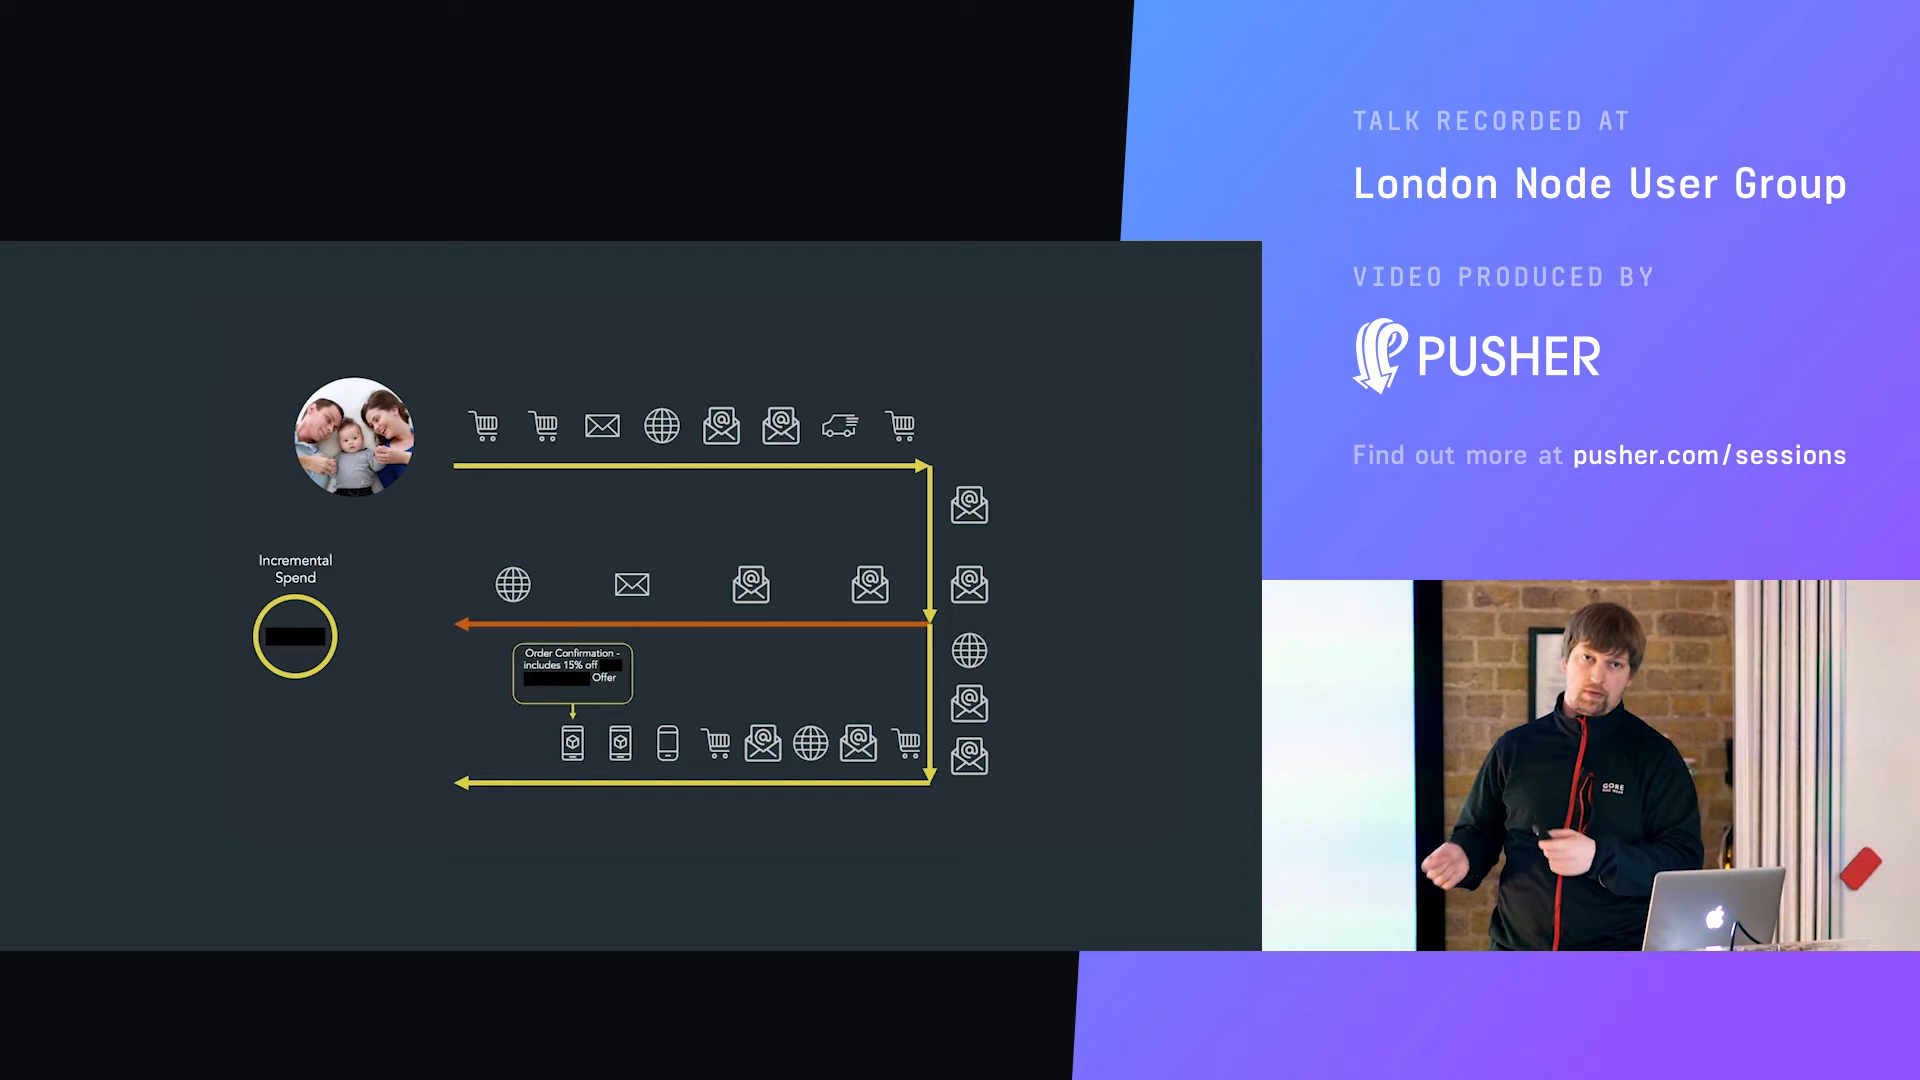 TALK RECORDED AT
London Node User Group
VIDEO PRODUCED BY
PUSHER
Find out more at pusher.com/sessions
Incremental
Spend
Order Confirmation -
includes 15% off
Offer
GORE